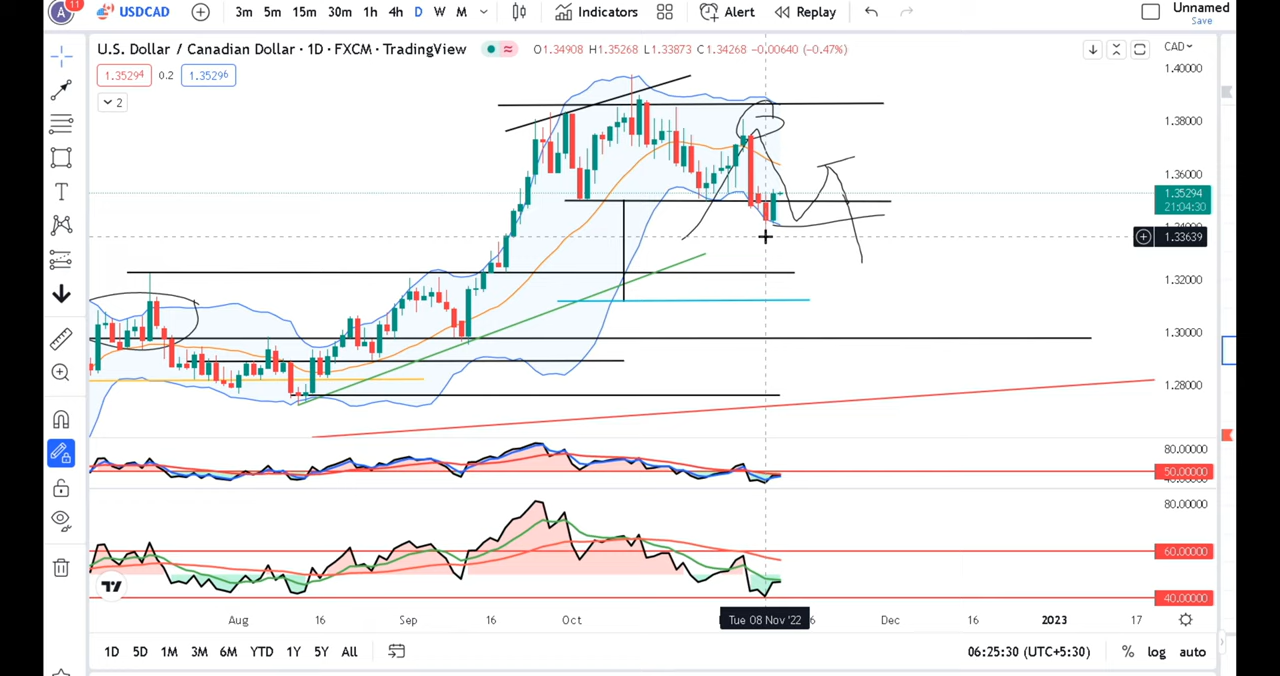 A 11 USDCAD 3m 5m 15m 30m 1h 4h D W M Indicators Alert Replay Unnamed
Save
U.S. Dollar / Canadian Dollar · 1D · FXCM · TradingView O1.34908 H1.35268 L1.33873 C1.34268 −0.00640 (−0.47%) CAD
1.35294 0.2 1.35296
2
1.40000
1.38000
1.36000
1.35294
21:04:30
1.33639
1.32000
1.30000
1.28000
80.00000
50.00000
80.00000
60.00000
40.00000
Aug 16 Sep 16 Oct Tue 08 Nov '22 6 Dec 16 2023 17
1D 5D 1M 3M 6M YTD 1Y 5Y All 06:25:30 (UTC+5:30) % log auto